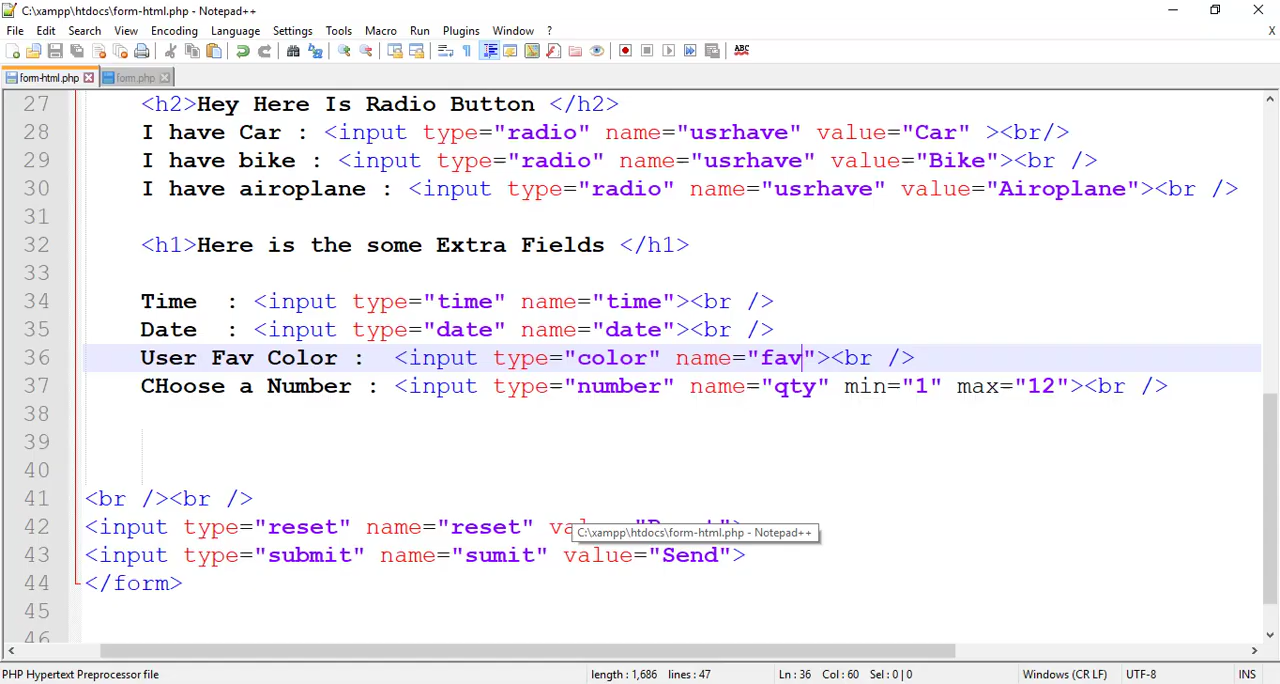 C:\xampp\htdocs\form-html.php - Notepad++
File Edit Search View Encoding Language Settings Tools Macro Run Plugins Window ? X
ABC
form-html.php form.php
27 <h2>Hey Here Is Radio Button </h2>
28 I have Car : <input type="radio" name="usrhave" value="Car" ><br/>
29 I have bike : <input type="radio" name="usrhave" value="Bike"><br />
30 I have airoplane : <input type="radio" name="usrhave" value="Airoplane"><br />
31
32 <h1>Here is the some Extra Fields </h1>
33
34 Time : <input type="time" name="time"><br />
35 Date : <input type="date" name="date"><br />
36 User Fav Color : <input type="color" name="fav"><br />
37 CHoose a Number : <input type="number" name="qty" min="1" max="12"><br />
38
39
40
41 <br /><br />
42 <input type="reset" name="reset"
C:\xampp\htdocs\form-html.php - Notepad++
43 <input type="submit" name="sumit" value="Send">
44 </form>
45
46
PHP Hypertext Preprocessor file length : 1,686 lines : 47 Ln : 36 Col : 60 Sel : 0 | 0 Windows (CR LF) UTF-8 INS